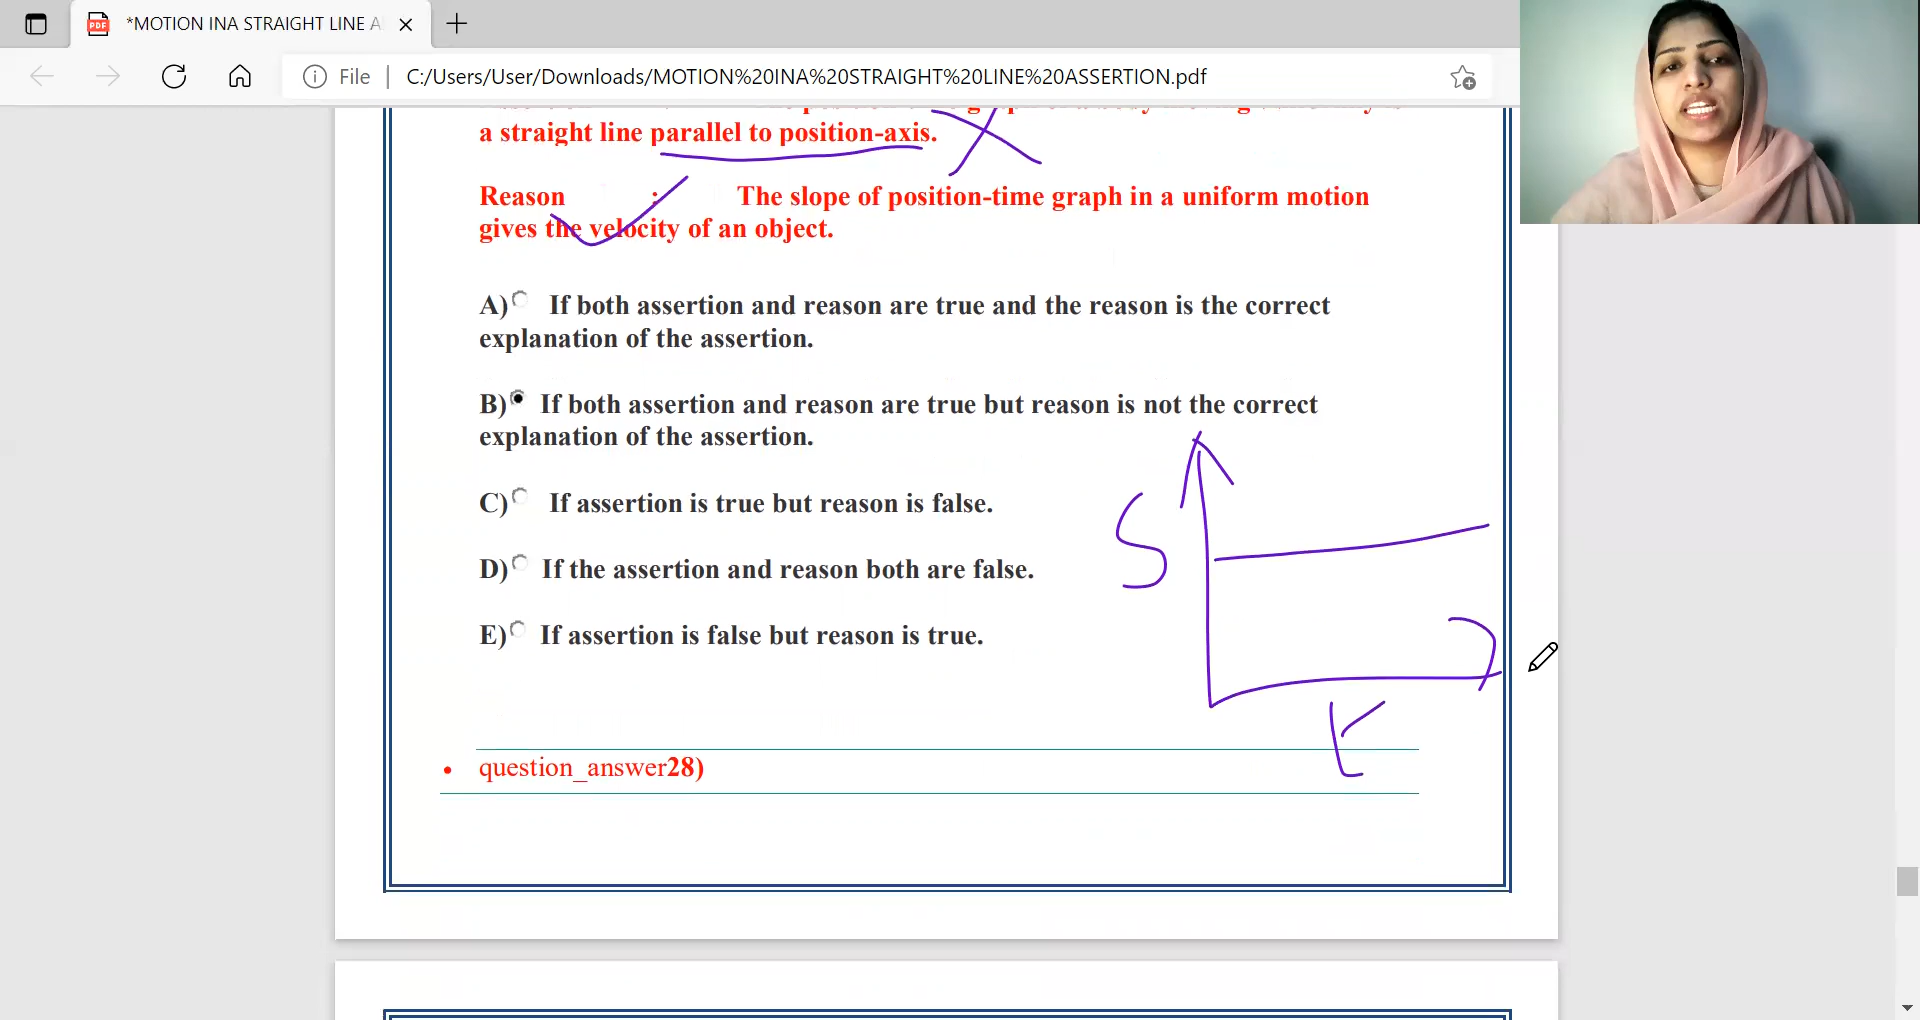 *MOTION INA STRAIGHT LINE A
File C:/Users/User/Downloads/MOTION%20INA%20STRAIGHT%20LINE%20ASSERTION.pdf
a straight line parallel to position-axis.
Reason : The slope of position-time graph in a uniform motion
gives the velocity of an object.
A) If both assertion and reason are true and the reason is the correct
explanation of the assertion.
B) If both assertion and reason are true but reason is not the correct
explanation of the assertion.
C) If assertion is true but reason is false.
S
D) If the assertion and reason both are false.
E) If assertion is false but reason is true.
t
• question_answer28)